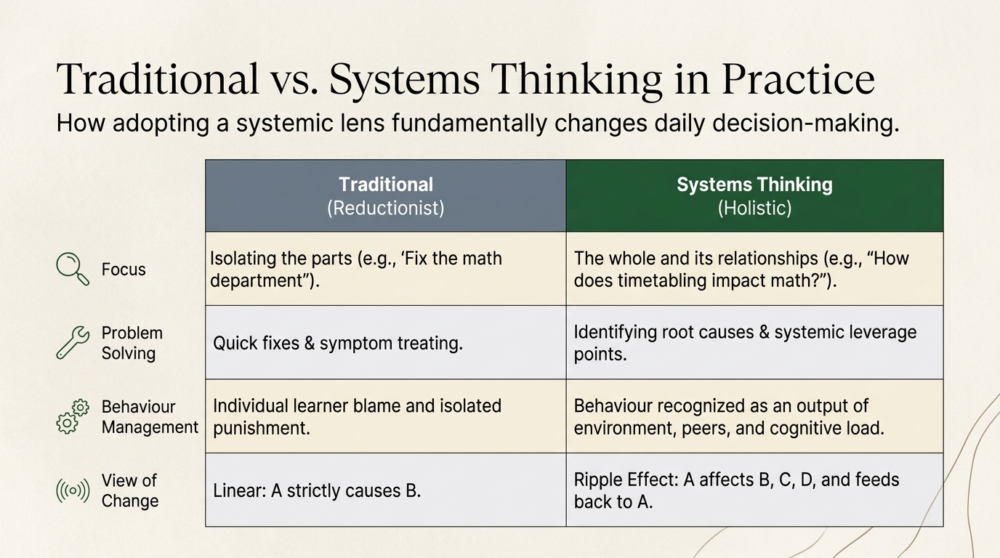 Traditional vs. Systems Thinking in Practice
How adopting a systemic lens fundamentally changes daily decision-making.
Traditional
(Reductionist)
Systems Thinking
(Holistic)
Focus
Isolating the parts (e.g., ‘Fix the math
department”).
The whole and its relationships (e.g., “How
does timetabling impact math?”).
Problem
Solving
Quick fixes & symptom treating.
Identifying root causes & systemic leverage
points.
Behaviour
Management
Individual learner blame and isolated
punishment.
Behaviour recognized as an output of
environment, peers, and cognitive load.
View of
Change
Linear: A strictly causes B.
Ripple Effect: A affects B, C, D, and feeds
back to A.